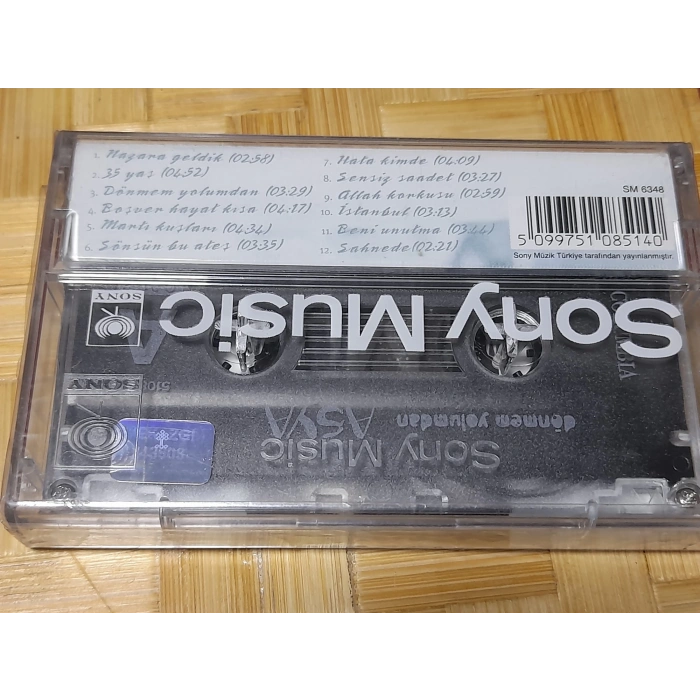 1. Nazara geldik (02:58)
2. 35 yaş (04:52)
3. Dönmem yolumdan (03:29)
4. Boşver hayat kısa (04:17)
5. Martı kuşları (04:34)
6. Sönsün bu ateş (03:35)
7. Hata kimde (04:09)
8. Sensiz saadet (03:27)
9. Allah korkusu (02:59)
10. İstanbul (03:13)
11. Beni unutma (03:44)
12. Sahnede (02:21)
SM 6348
5 099751 085140
Sony Müzik Türkiye tarafından yayınlanmıştır.
SONY
Sony Music
A
SONY
ASYA
dönmem yolumdan
Sony Music